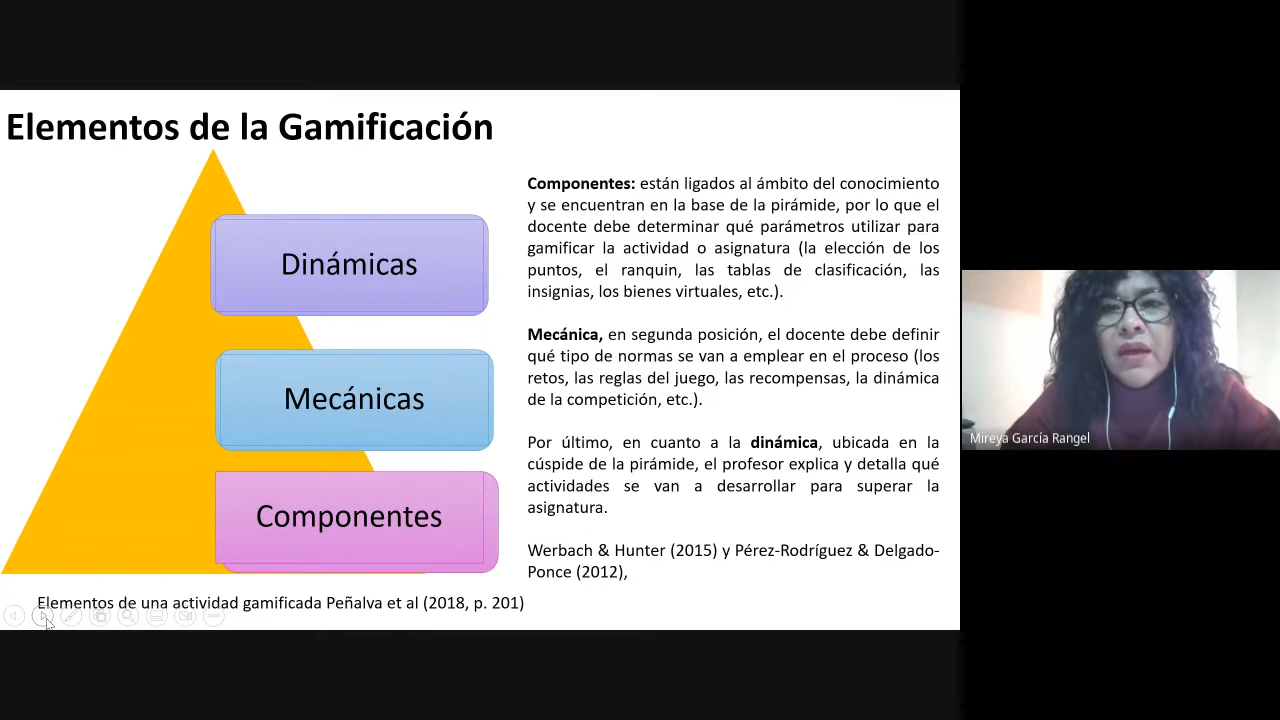 Elementos de la Gamificación
Dinámicas
Mecánicas
Componentes
Componentes: están ligados al ámbito del conocimiento
y se encuentran en la base de la pirámide, por lo que el
docente debe determinar qué parámetros utilizar para
gamificar la actividad o asignatura (la elección de los
puntos, el ranquin, las tablas de clasificación, las
insignias, los bienes virtuales, etc.).
Mecánica, en segunda posición, el docente debe definir
qué tipo de normas se van a emplear en el proceso (los
retos, las reglas del juego, las recompensas, la dinámica
de la competición, etc.).
Por último, en cuanto a la dinámica, ubicada en la
cúspide de la pirámide, el profesor explica y detalla qué
actividades se van a desarrollar para superar la
asignatura.
Werbach & Hunter (2015) y Pérez-Rodríguez & Delgado-
Ponce (2012),
Elementos de una actividad gamificada Peñalva et al (2018, p. 201)
Mireya García Rangel